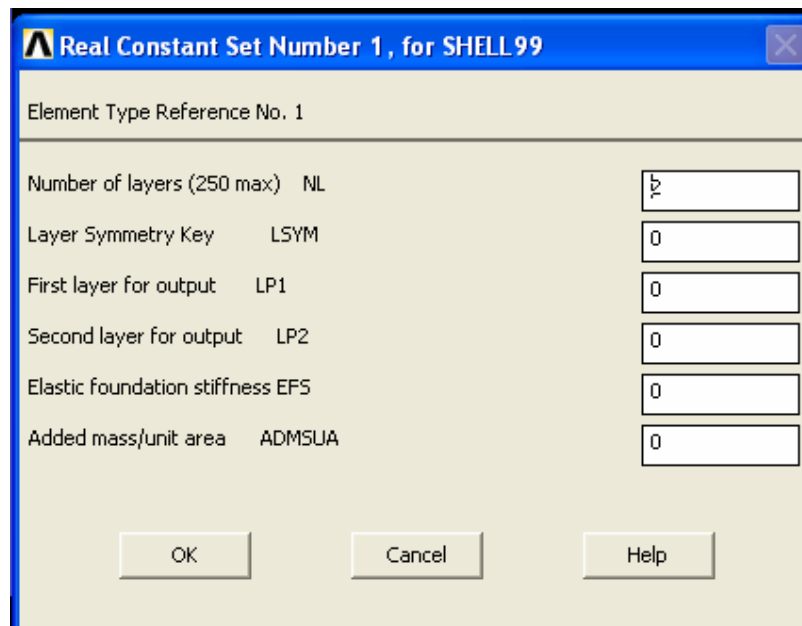 Real Constant Set Number 1, for SHELL99
Element Type Reference No. 1
Number of layers (250 max) NL
Layer Symmetry Key LSYM
0
First layer for output LP1
0
Second layer for output LP2
0
Elastic foundation stiffness EFS
0
Added mass/unit area ADMSUA
0
OK Cancel Help